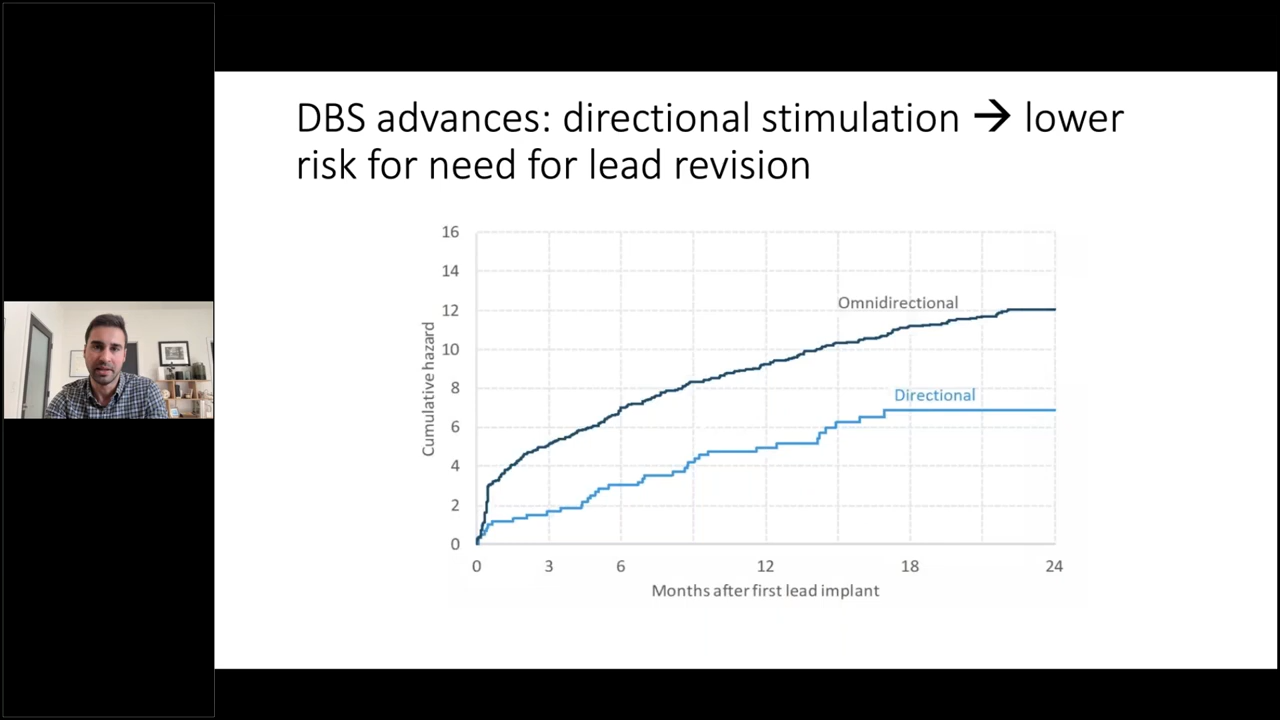 DBS advances: directional stimulation → lower
risk for need for lead revision
16
14
12
10
8
6
4
2
0
Cumulative hazard
Omnidirectional
Directional
0 3 6 12 18 24
Months after first lead implant